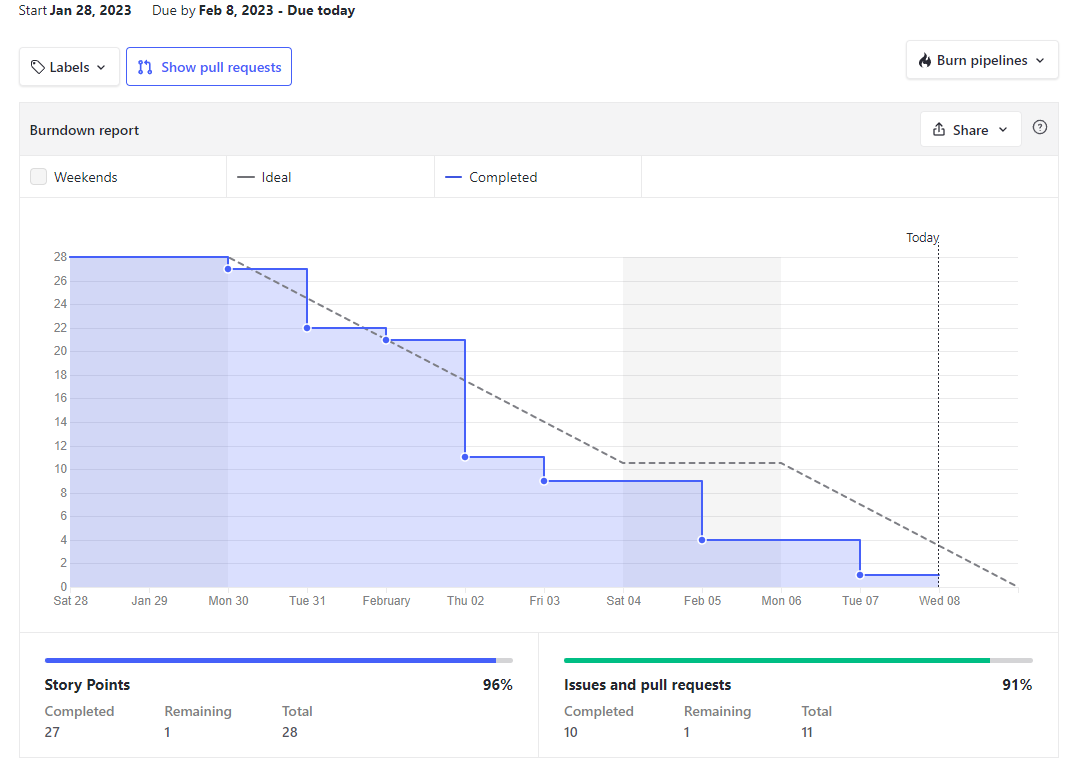 Start Jan 28, 2023 Due by Feb 8, 2023 - Due today
Labels Show pull requests Burn pipelines
Burndown report Share ?
Weekends Ideal Completed
Today
28
26
24
22
20
18
16
14
12
10
8
6
4
2
0
Sat 28 Jan 29 Mon 30 Tue 31 February Thu 02 Fri 03 Sat 04 Feb 05 Mon 06 Tue 07 Wed 08
Story Points 96% Issues and pull requests 91%
Completed Remaining Total Completed Remaining Total
27 1 28 10 1 11